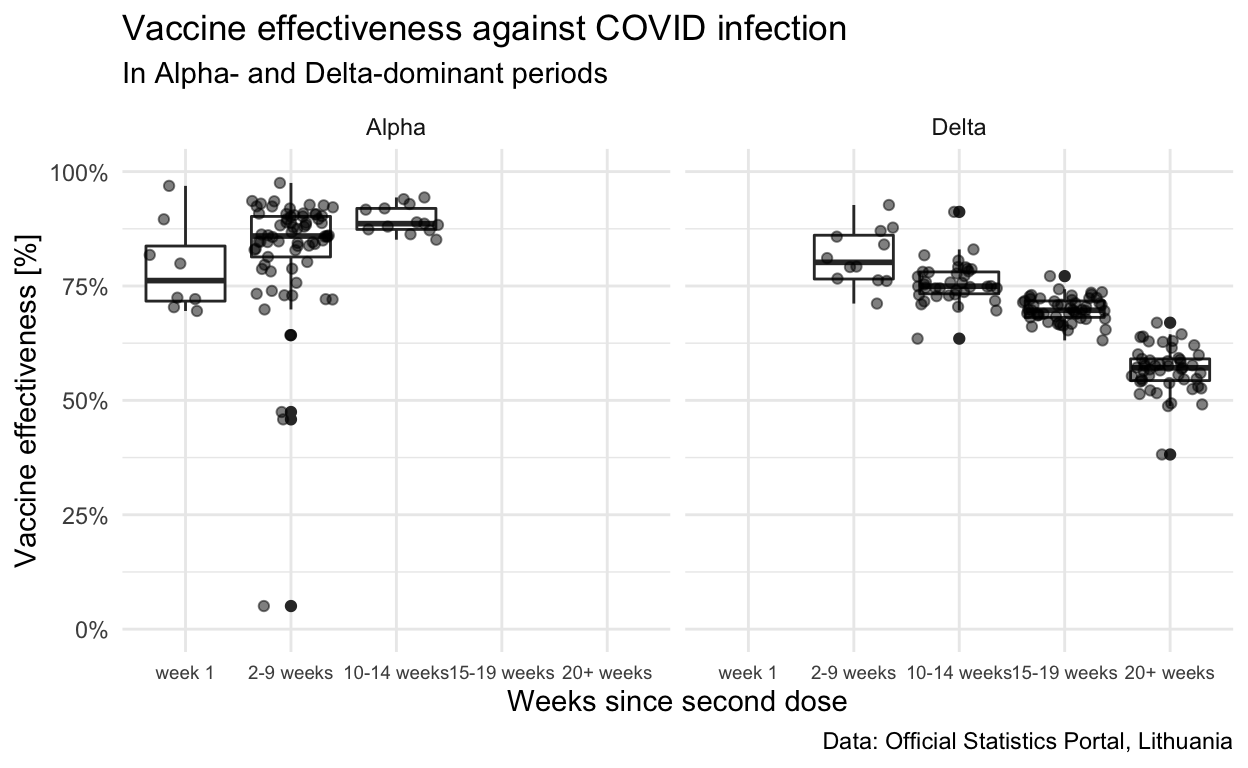 Vaccine effectiveness against COVID infection
In Alpha- and Delta-dominant periods
Alpha
Delta
Vaccine effectiveness [%]
100%
75%
50%
25%
0%
week 1 2-9 weeks 10-14 weeks 15-19 weeks 20+ weeks
week 1 2-9 weeks 10-14 weeks 15-19 weeks 20+ weeks
Weeks since second dose
Data: Official Statistics Portal, Lithuania